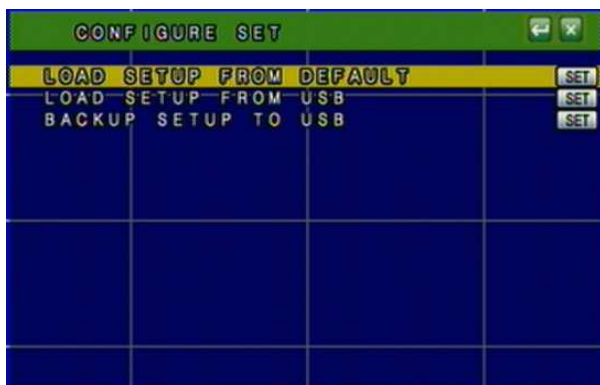 CONFIGURE SET
LOAD SETUP FROM DEFAULT SET
LOAD SETUP FROM USB SET
BACKUP SETUP TO USB SET